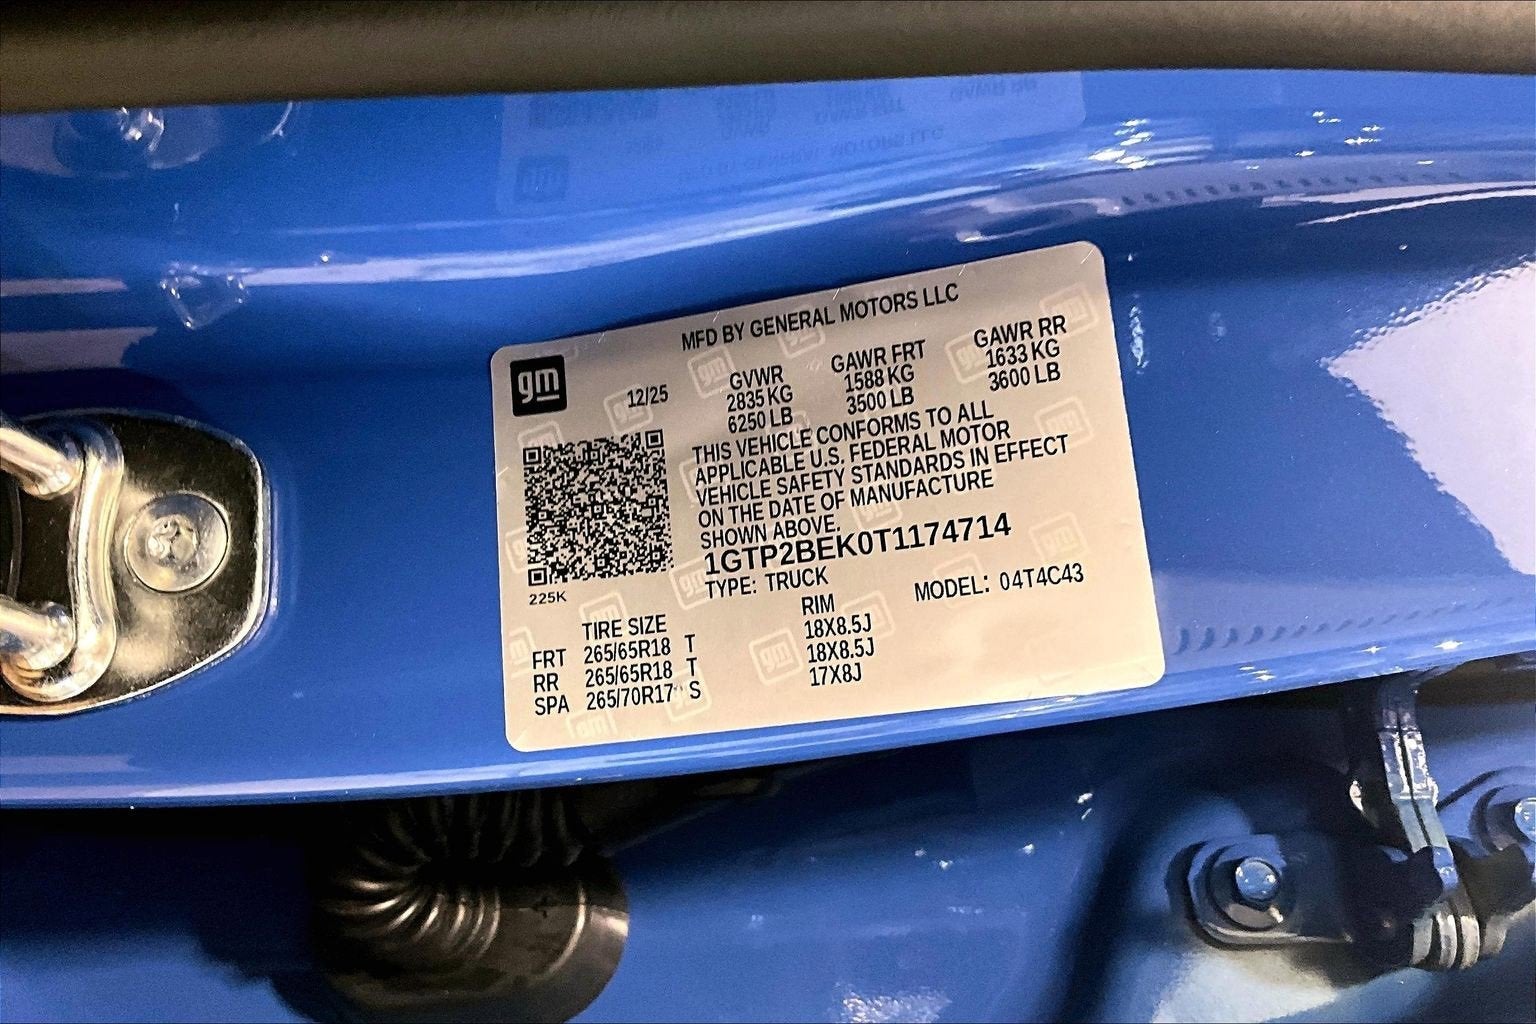 MFD BY GENERAL MOTORS LLC
gm
12/25
GVWR
2835 KG
6250 LB
GAWR FRT
1588 KG
3500 LB
GAWR RR
1633 KG
3600 LB
THIS VEHICLE CONFORMS TO ALL
APPLICABLE U.S. FEDERAL MOTOR
VEHICLE SAFETY STANDARDS IN EFFECT
ON THE DATE OF MANUFACTURE
SHOWN ABOVE.
1GTP2BEK0T1174714
TYPE: TRUCK MODEL: 04T4C43
225K
TIRE SIZE RIM
FRT 265/65R18 T 18X8.5J
RR 265/65R18 T 18X8.5J
SPA 265/70R17 S 17X8J